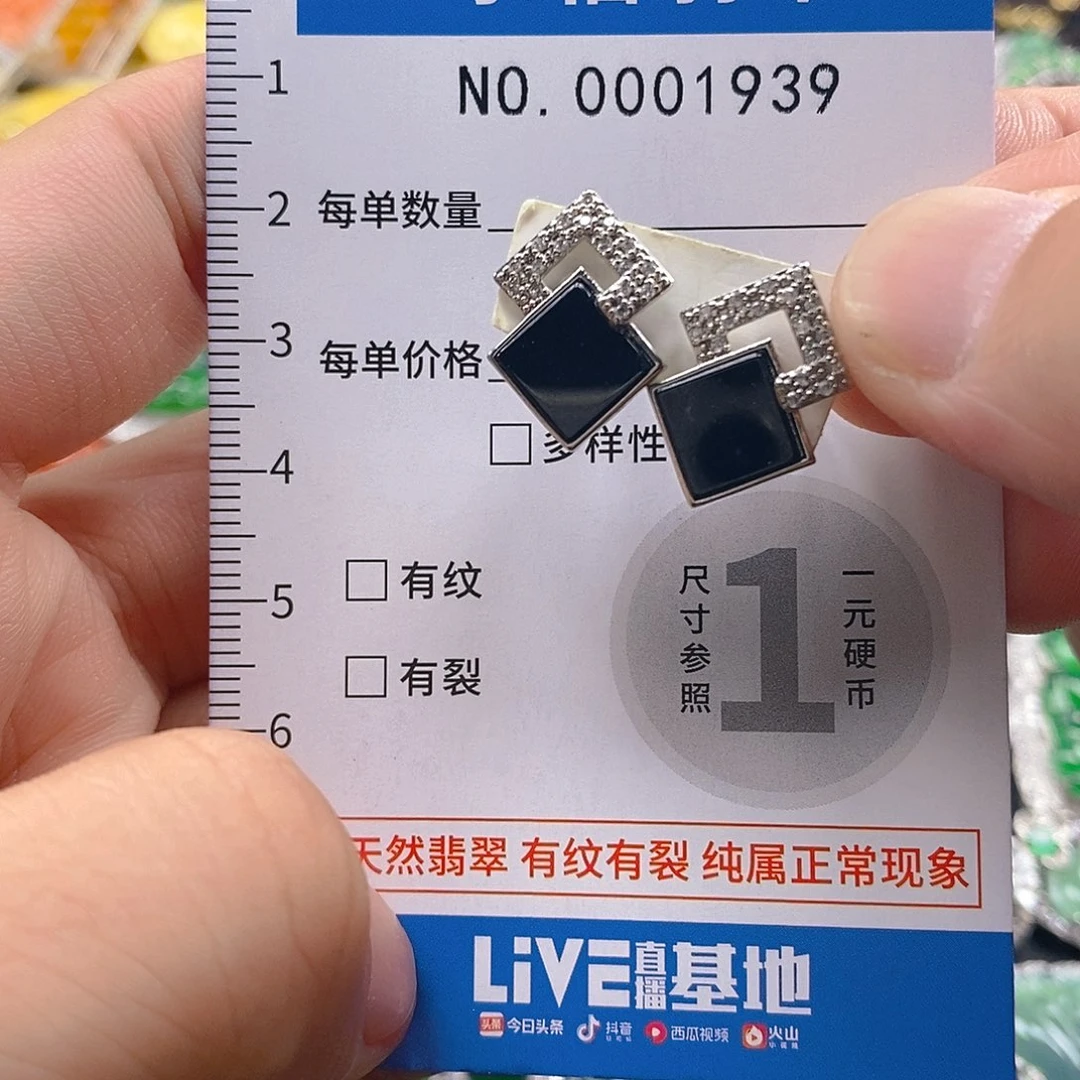 1
NO.0001939
2
每单数量
3
每单价格
多样性
4
有纹
5
有裂
尺寸参照
1
一元硬币
6
天然翡翠 有纹有裂 纯属正常现象
LiVE直播基地
头条 今日头条 抖音 西瓜视频 火山